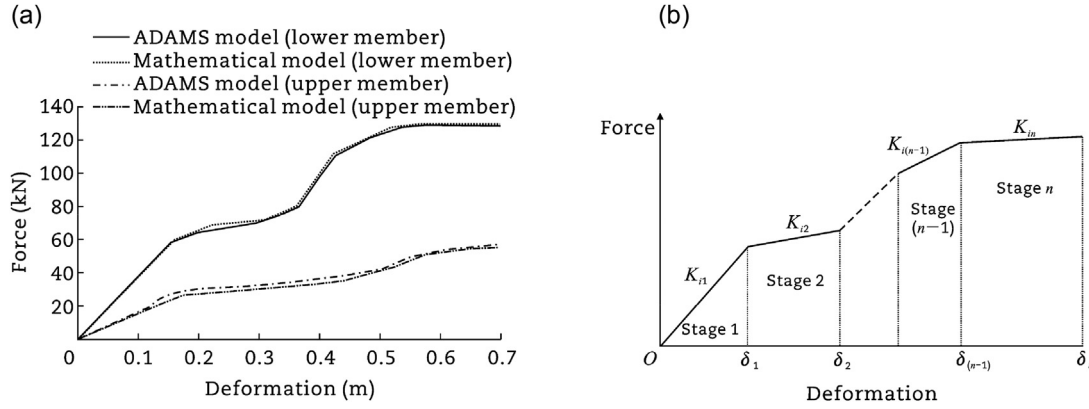 (a)
ADAMS model (lower member)
Mathematical model (lower member)
ADAMS model (upper member)
Mathematical model (upper member)
140
120
100
80
60
40
20
0
0.1
0.2
0.3
0.4
0.5
0.6
0.7
Force (kN)
Deformation (m)
(b)
Force
K_{i1}
K_{i2}
K_{i(n-1)}
K_{in}
Stage 1
Stage 2
Stage
(n−1)
Stage n
O
δ_1
δ_2
δ_{(n-1)}
δ
Deformation